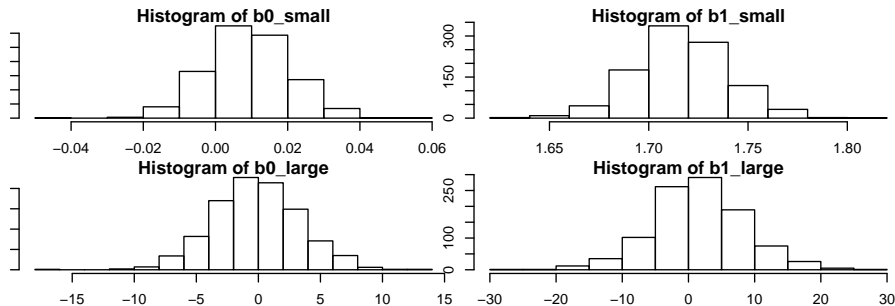 Histogram of b0_small
−0.04 −0.02 0.00 0.02 0.04 0.06
Histogram of b1_small
0 150 300
1.65 1.70 1.75 1.80
Histogram of b0_large
−15 −10 −5 0 5 10 15
Histogram of b1_large
0 100 250
−30 −20 −10 0 10 20 30